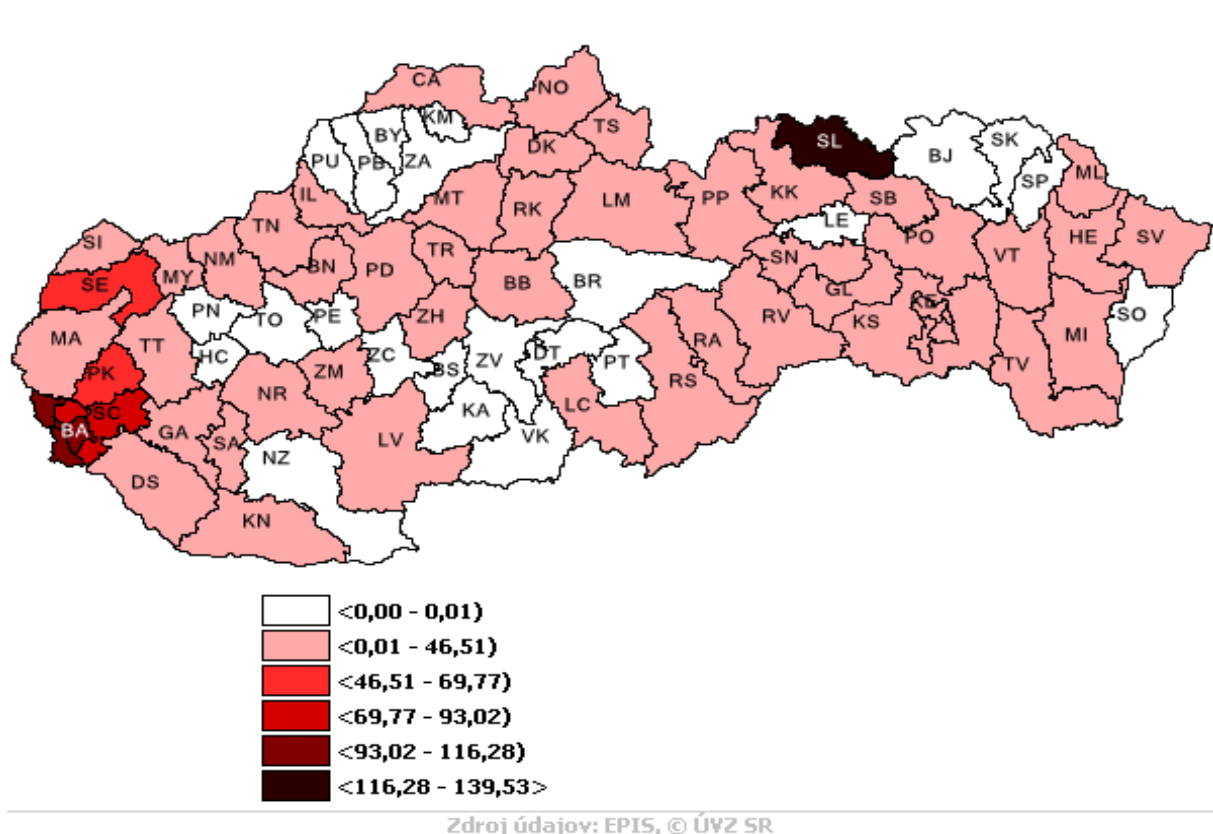 CA
NO
KM
TS
BY
PU
PB
ZA
DK
SL
BJ
SK
SP
ML
IL
MT
RK
LM
PP
KK
SB
LE
TN
SI
NM
BN
PD
TR
PO
HE
SV
VT
MY
SE
SN
BB
BR
GL
KE
PN
TO
PE
ZH
RV
KS
SO
MA
TT
HC
ZC
BS
ZV
DT
PT
RA
MI
TV
PK
ZM
NR
RS
SC
BA
GA
SA
LV
KA
VK
LC
NZ
DS
KN
<0,00 - 0,01)
<0,01 - 46,51)
<46,51 - 69,77)
<69,77 - 93,02)
<93,02 - 116,28)
<116,28 - 139,53>
Zdroj údajov: EPIS, © ÚVZ SR